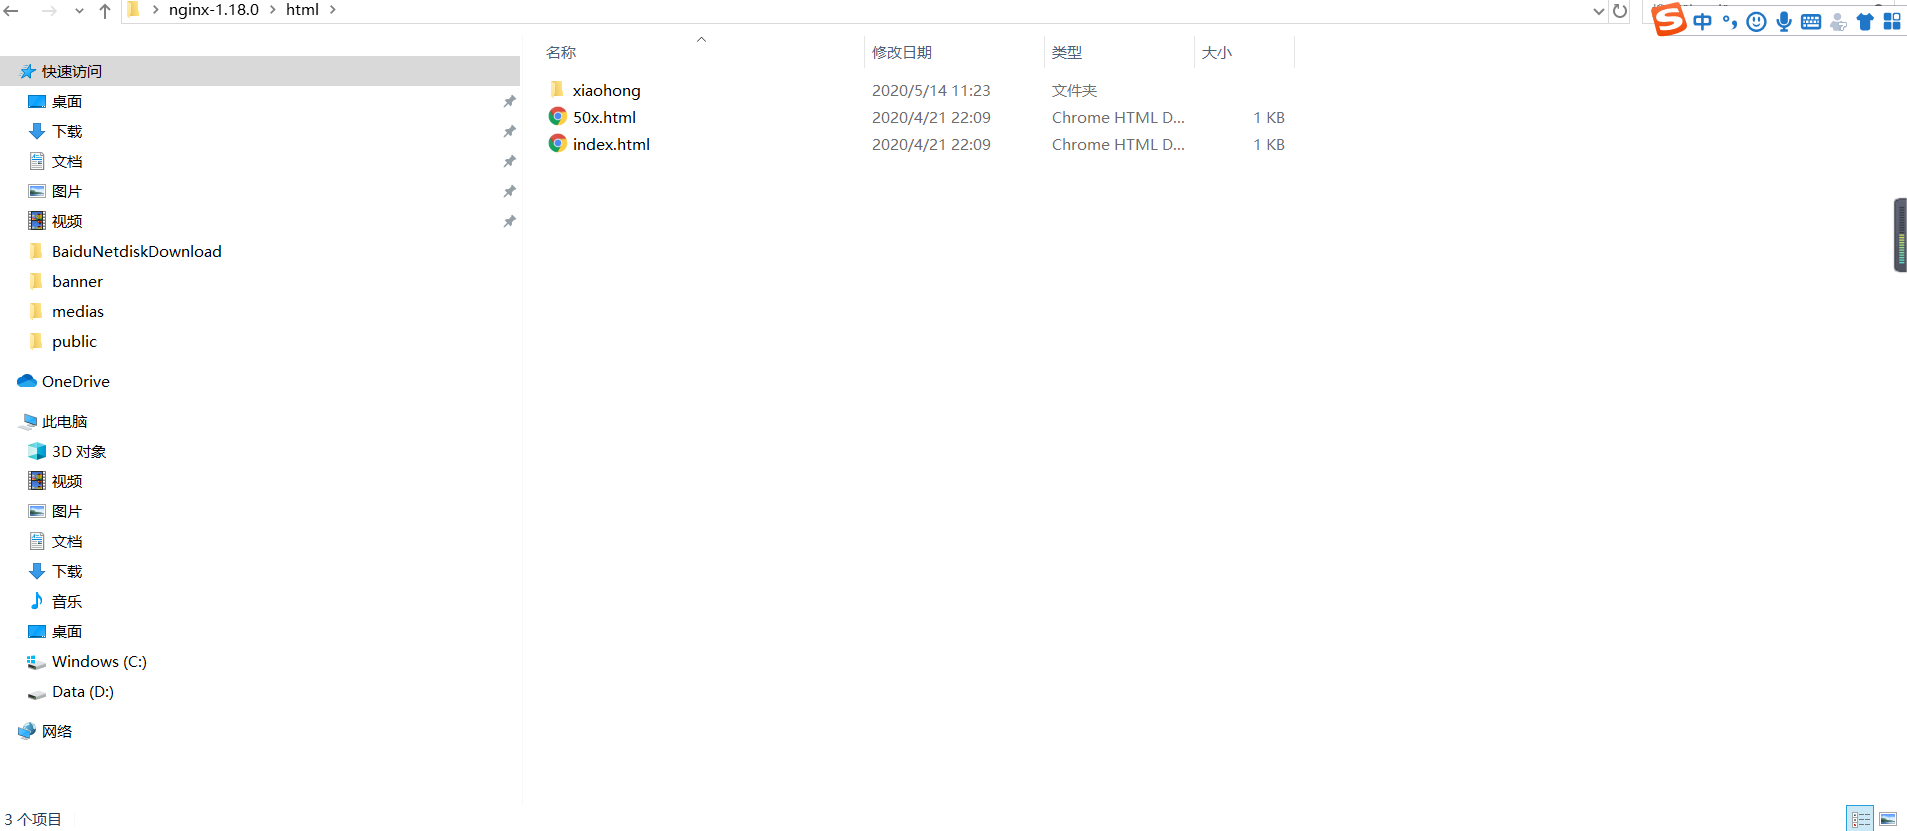 nginx-1.18.0 > html >
中
名称 修改日期 类型 大小
快速访问
桌面
下载
文档
图片
视频
BaiduNetdiskDownload
banner
medias
public
OneDrive
此电脑
3D 对象
视频
图片
文档
下载
音乐
桌面
Windows (C:)
Data (D:)
网络
xiaohong 2020/5/14 11:23 文件夹
50x.html 2020/4/21 22:09 Chrome HTML D... 1 KB
index.html 2020/4/21 22:09 Chrome HTML D... 1 KB
3 个项目